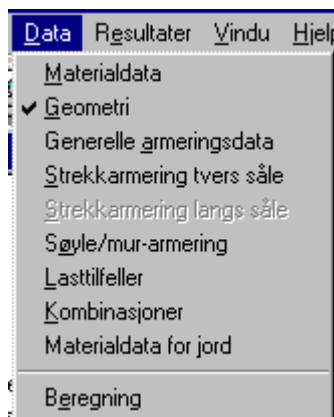 Data Resultater Vindu Hjelp
Materialdata
Geometri
Generelle armeringsdata
Strekkarmering tvers såle
Strekkarmering langs såle
Søyle/mur-armering
Lasttilfeller
Kombinasjoner
Materialdata for jord
Beregning